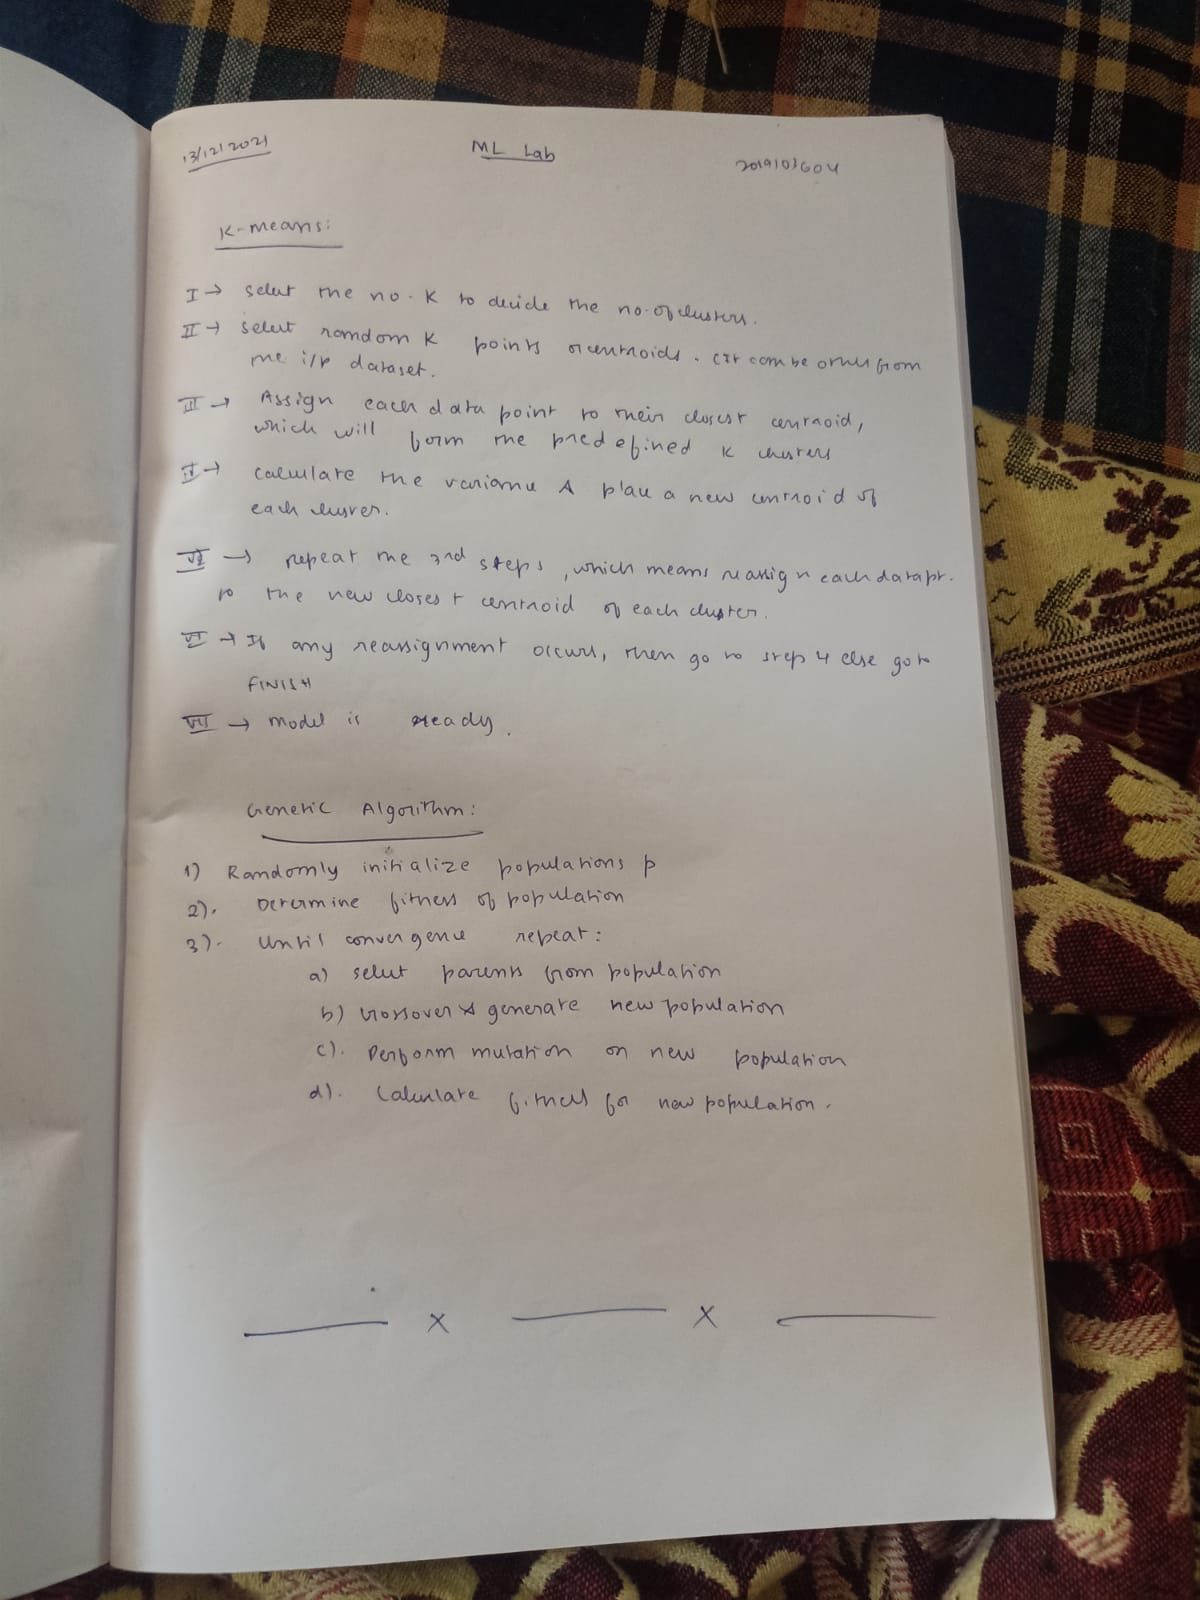 13/12/2021
ML Lab
2019103604
K-Means:
I → Select the no. K to decide the no. of clusters.
II → Select random K points or centroids. (It can be other from
the i/p dataset.
III → Assign each data point to their closest centroid,
which will form the predefined K clusters
IV → Calculate the variance & place a new centroid of
each cluster.
V → repeat the 3rd steps, which means reassign each datapt.
to the new closest centroid of each cluster.
VI → If any reassignment occurs, then go to step 4 else go to
FINISH
VII → Model is ready.
Genetic Algorithm:
1) Randomly initialize populations p
2). Determine fitness of population
3). Until convergence repeat:
a) select parents from population
b) Crossover & generate new population
c). Perform mutation on new population
d). Calculate fitness for new population.
x x